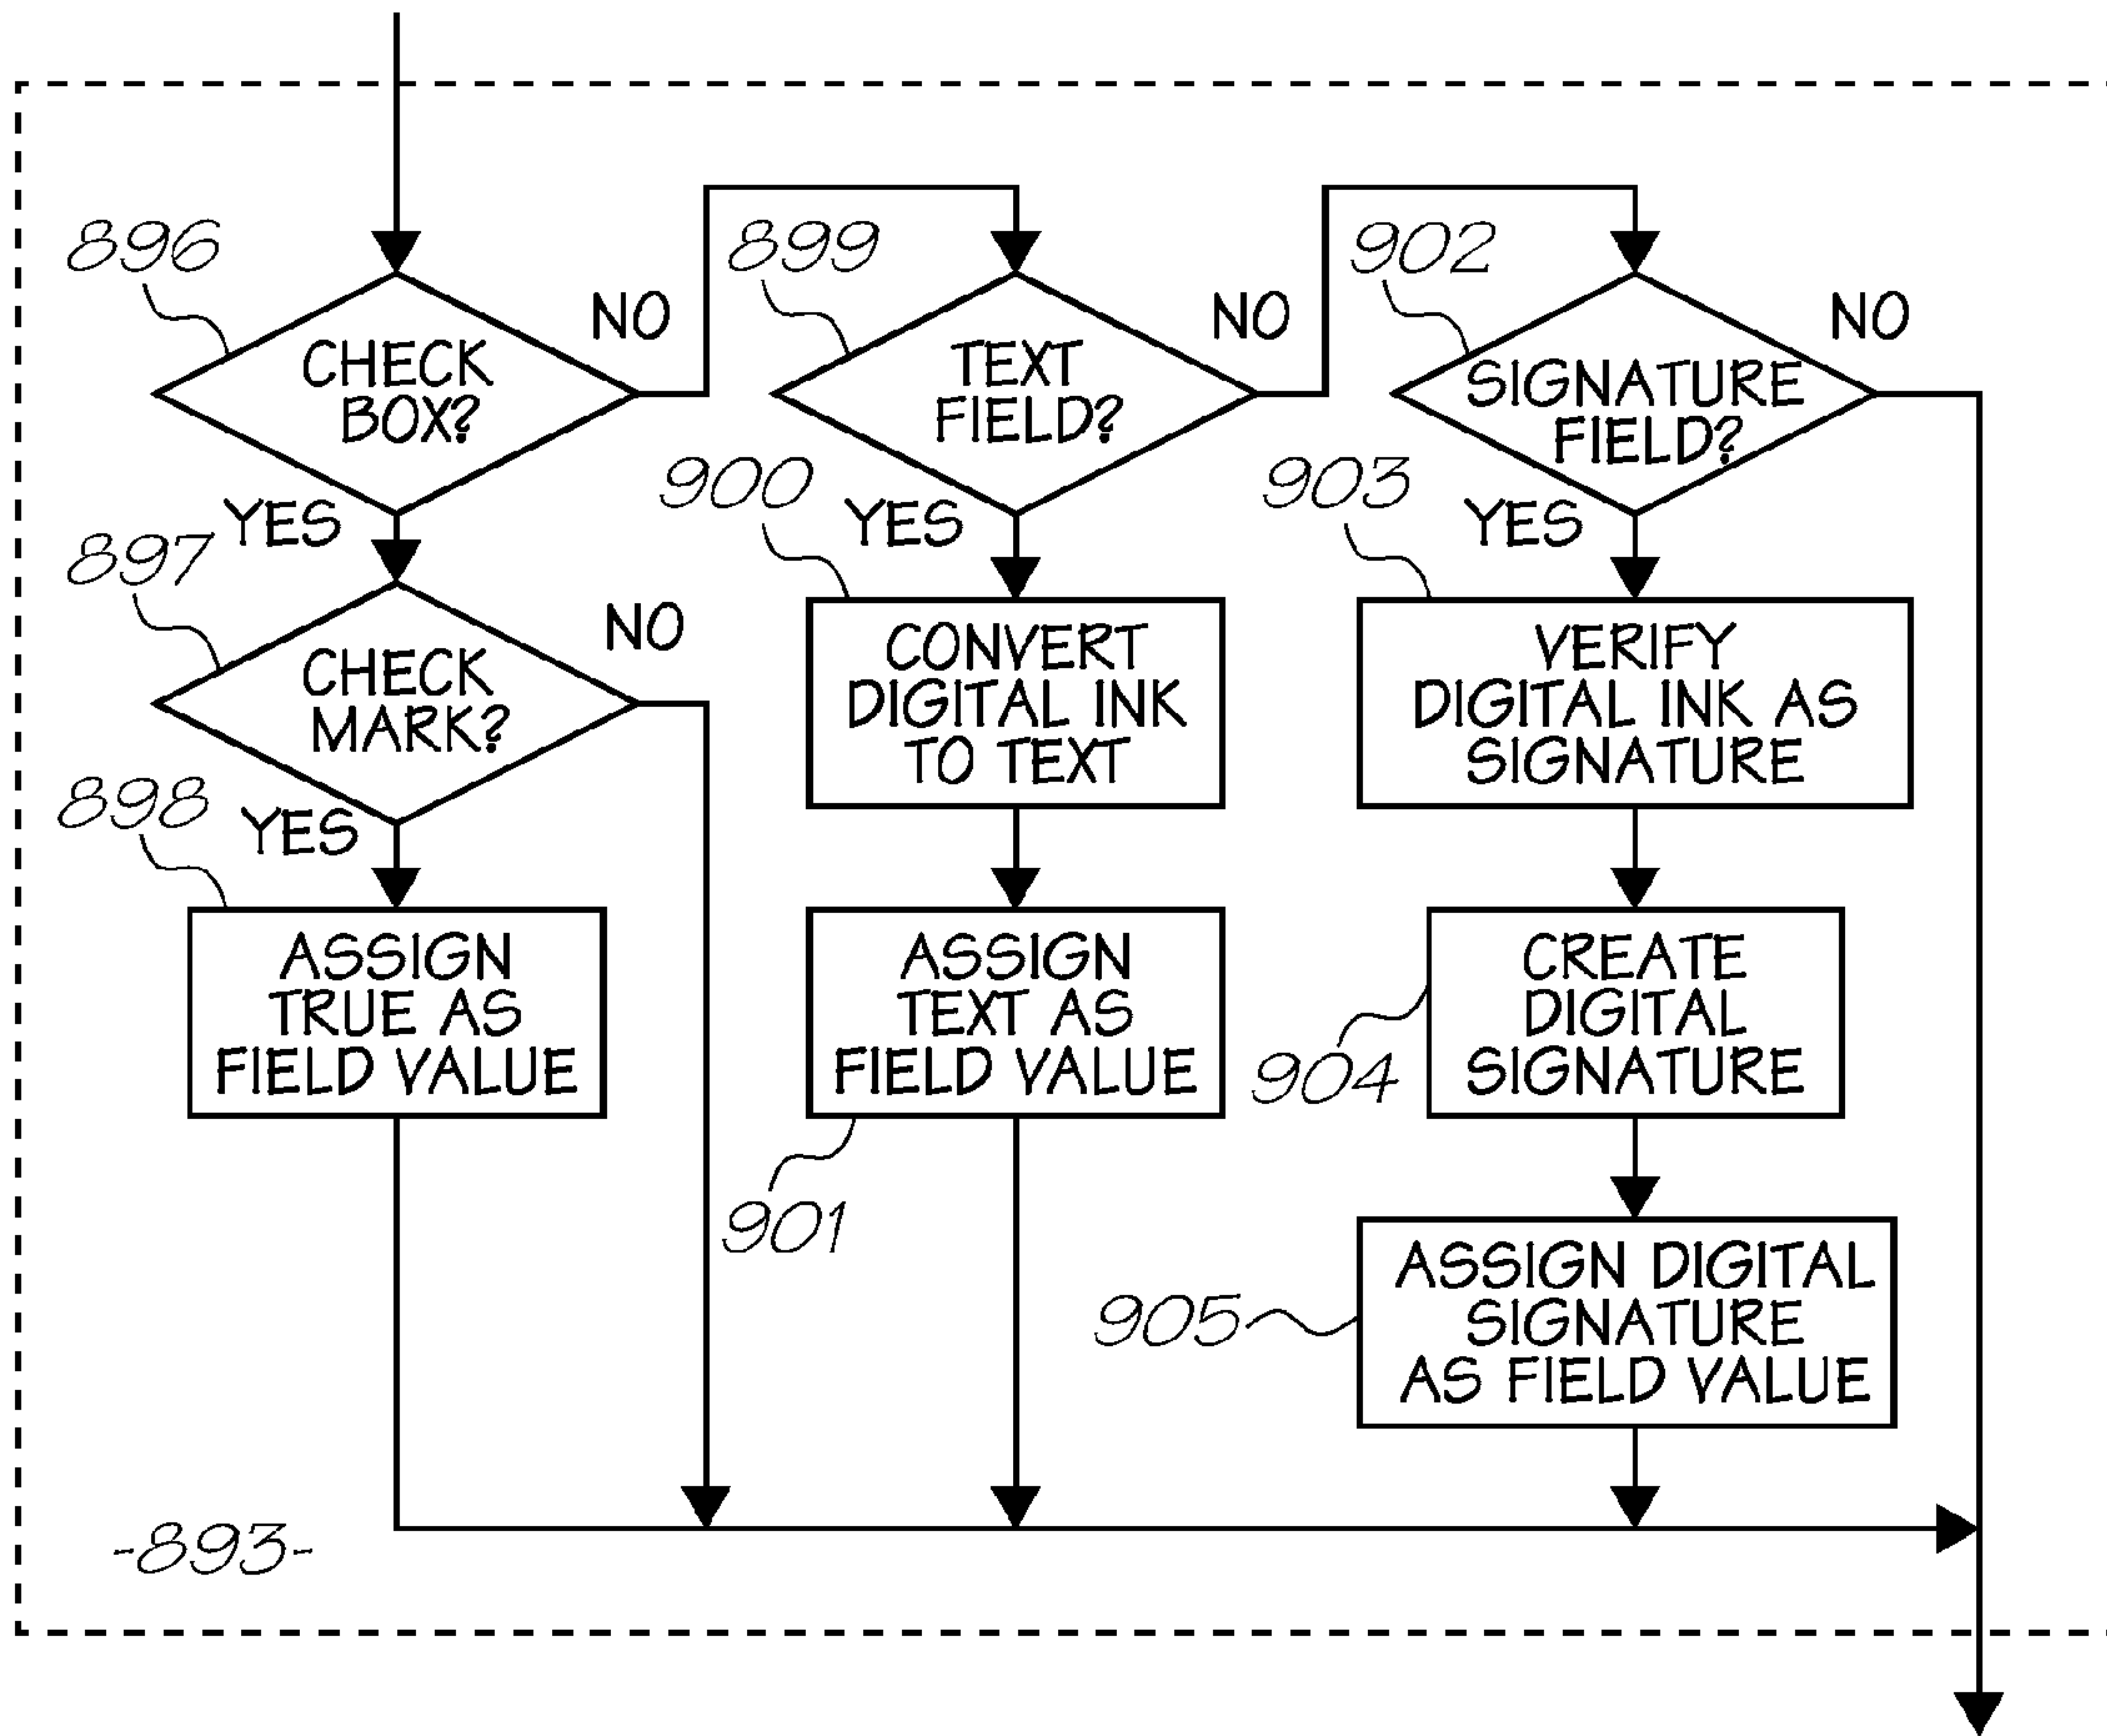 896
CHECK
BOX?
NO
YES
899
TEXT
FIELD?
NO
YES
902
SIGNATURE
FIELD?
NO
YES
897
CHECK
MARK?
NO
YES
900
CONVERT
DIGITAL INK
TO TEXT
903
VERIFY
DIGITAL INK AS
SIGNATURE
898
ASSIGN
TRUE AS
FIELD VALUE
ASSIGN
TEXT AS
FIELD VALUE
901
CREATE
DIGITAL
SIGNATURE
904
905
ASSIGN DIGITAL
SIGNATURE
AS FIELD VALUE
-893-